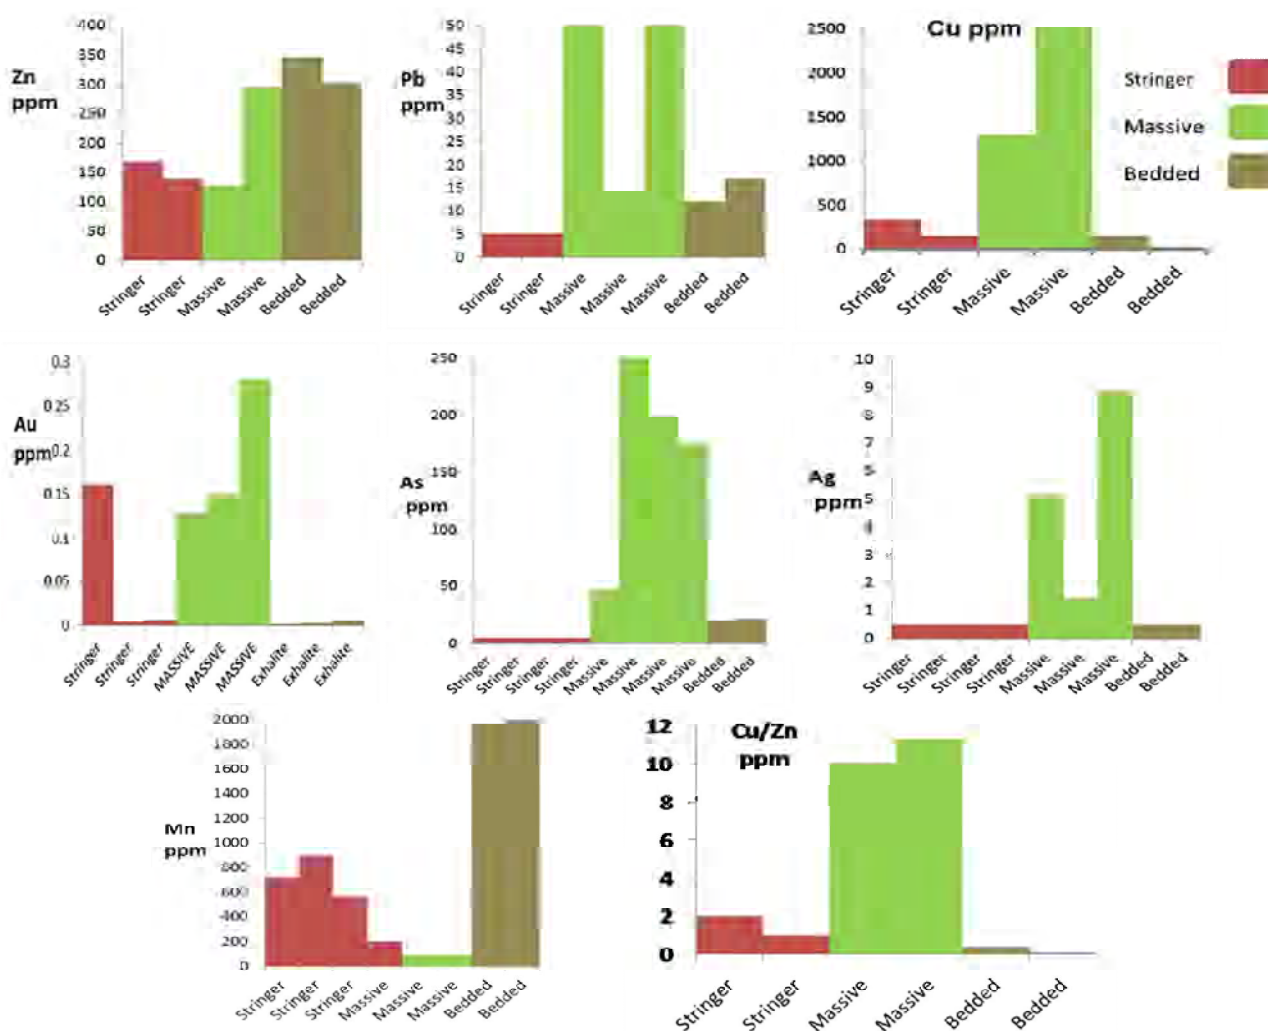 Zn
ppm
400
350
300
250
200
150
100
50
0
Stringer
Stringer
Massive
Massive
Bedded
Bedded
Pb
ppm
50
45
40
35
30
25
20
15
10
5
0
Stringer
Stringer
Massive
Massive
Massive
Bedded
Bedded
Cu ppm
2500
2000
1500
1000
500
0
Stringer
Stringer
Massive
Massive
Bedded
Bedded
Stringer
Massive
Bedded
Au
ppm
0.3
0.25
0.2
0.15
0.1
0.05
0
Stringer
Stringer
Stringer
MASSIVE
MASSIVE
MASSIVE
Exhalite
Exhalite
Exhalite
As
ppm
250
200
150
100
50
0
Stringer
Stringer
Stringer
Stringer
Massive
Massive
Massive
Massive
Bedded
Bedded
Ag
ppm
10
9
8
7
6
5
4
3
2
1
0
Stringer
Stringer
Stringer
Stringer
Massive
Massive
Massive
Bedded
Bedded
Mn
ppm
2000
1800
1600
1400
1200
1000
800
600
400
200
0
Stringer
Stringer
Stringer
Massive
Massive
Massive
Bedded
Bedded
Cu/Zn
ppm
12
10
8
6
4
2
0
Stringer
Stringer
Massive
Massive
Bedded
Bedded